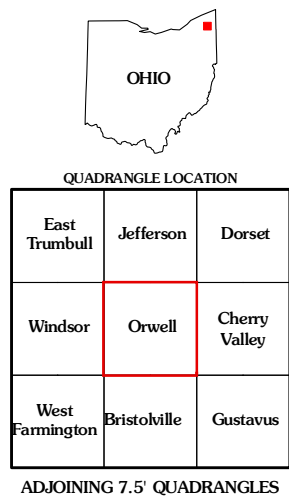 OHIO
QUADRANGLE LOCATION
East
Trumbull
Jefferson
Dorset
Windsor
Orwell
Cherry
Valley
West
Farmington
Bristolville
Gustavus
ADJOINING 7.5' QUADRANGLES